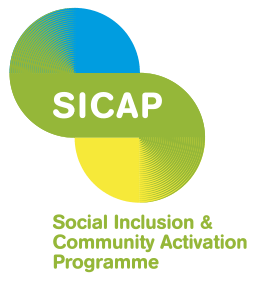 SICAP
Social Inclusion &
Community Activation
Programme